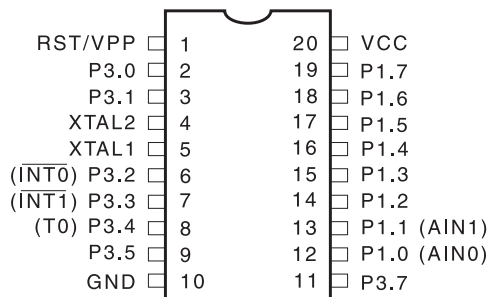 RST/VPP 1 20 VCC
P3.0 2 19 P1.7
P3.1 3 18 P1.6
XTAL2 4 17 P1.5
XTAL1 5 16 P1.4
(I̅N̅T̅0̅) P3.2 6 15 P1.3
(I̅N̅T̅1̅) P3.3 7 14 P1.2
(T0) P3.4 8 13 P1.1 (AIN1)
P3.5 9 12 P1.0 (AIN0)
GND 10 11 P3.7